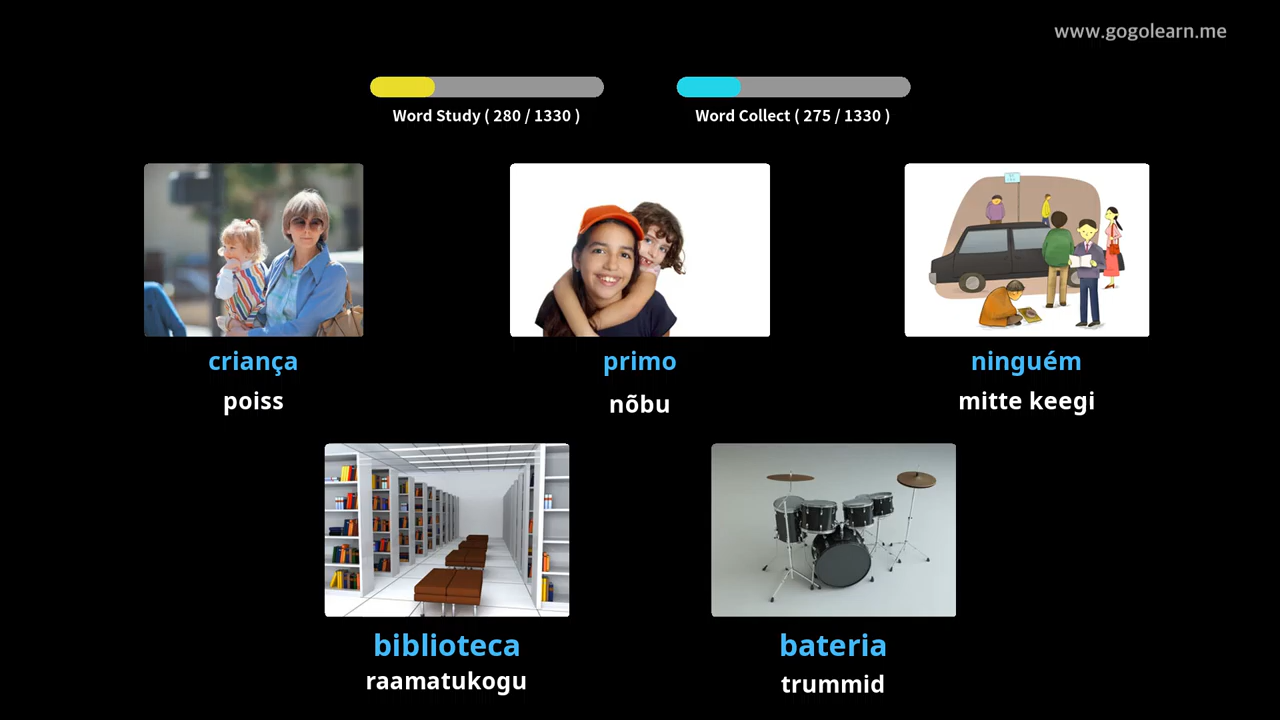 www.gogolearn.me
Word Study ( 280 / 1330 )
Word Collect ( 275 / 1330 )
criança
poiss
primo
nõbu
ninguém
mitte keegi
biblioteca
raamatukogu
bateria
trummid